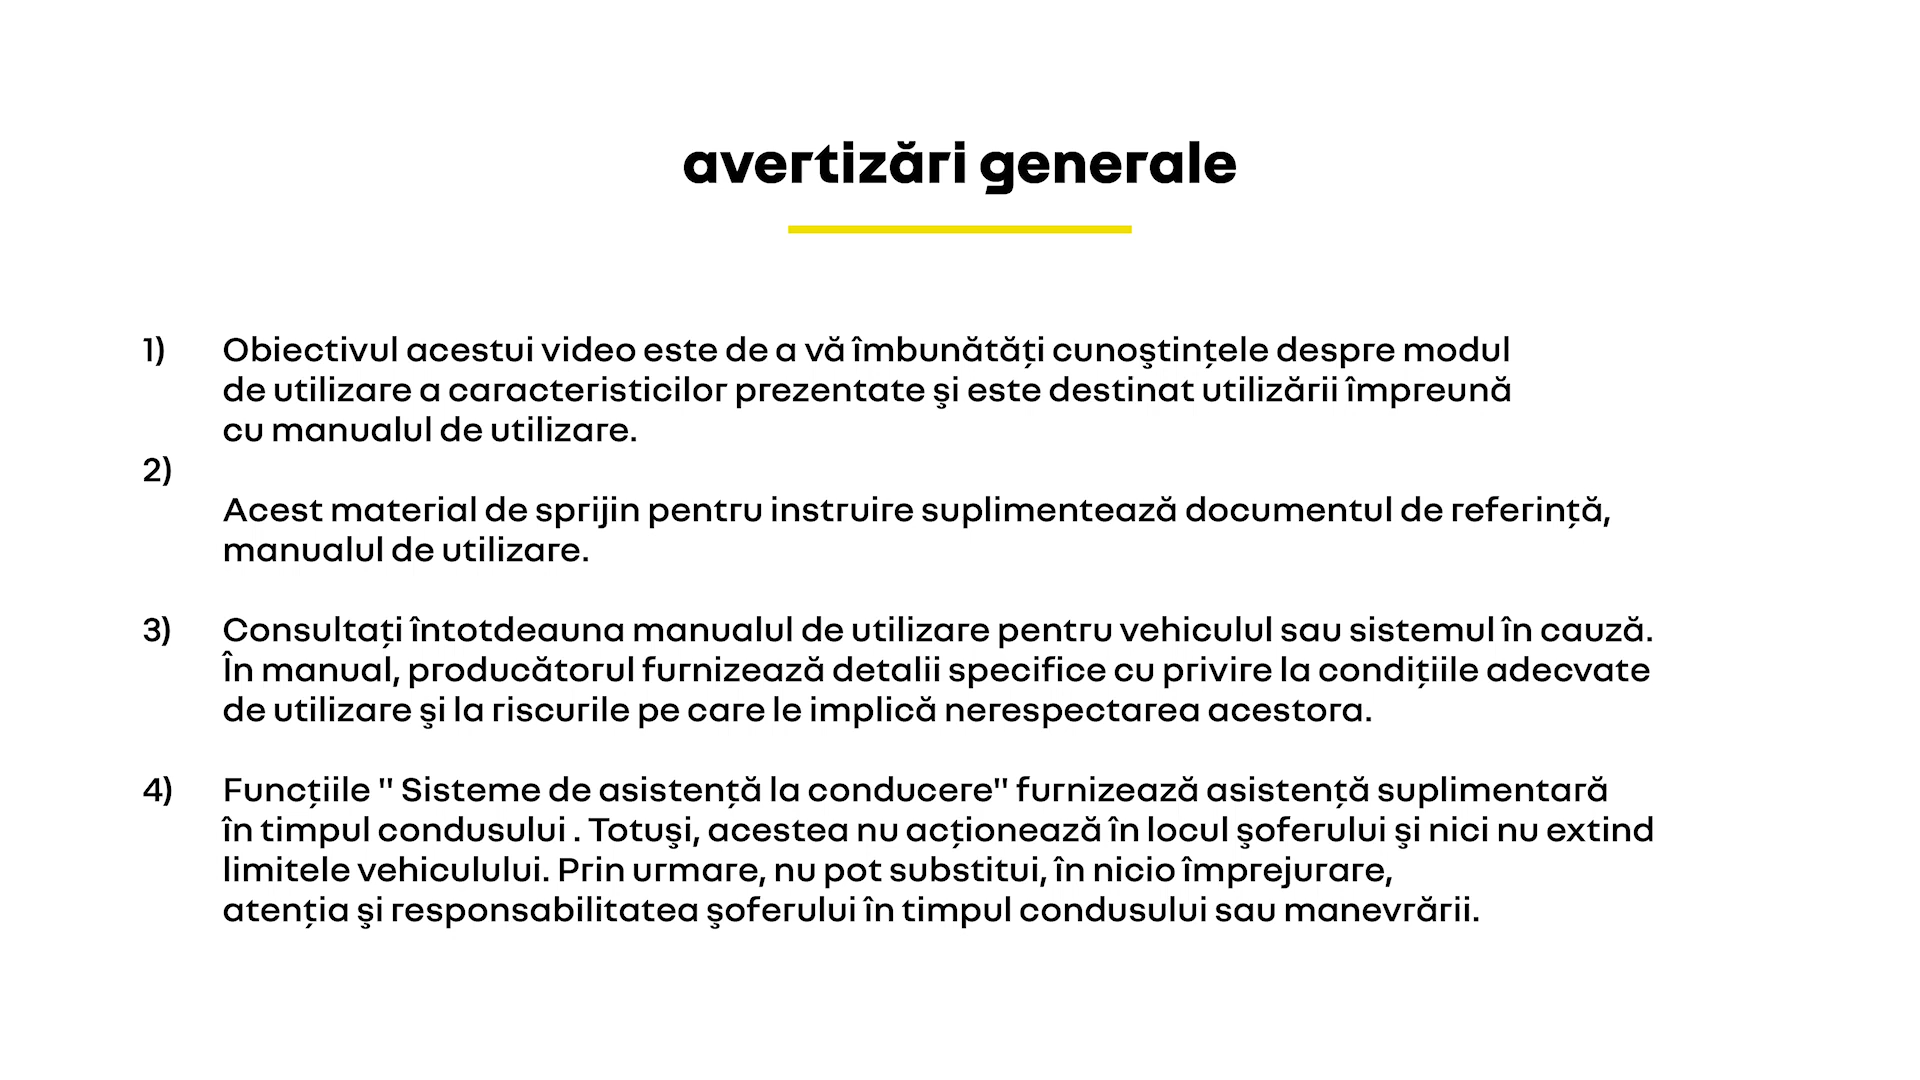 avertizări generale
1) Obiectivul acestui video este de a vă îmbunătăți cunoştințele despre modul
de utilizare a caracteristicilor prezentate şi este destinat utilizării împreună
cu manualul de utilizare.
2)
Acest material de sprijin pentru instruire suplimentează documentul de referință,
manualul de utilizare.
3) Consultați întotdeauna manualul de utilizare pentru vehiculul sau sistemul în cauză.
În manual, producătorul furnizează detalii specifice cu privire la condițiile adecvate
de utilizare şi la riscurile pe care le implică nerespectarea acestora.
4) Funcțiile " Sisteme de asistență la conducere" furnizează asistență suplimentară
în timpul condusului . Totuşi, acestea nu acționează în locul şoferului şi nici nu extind
limitele vehiculului. Prin urmare, nu pot substitui, în nicio împrejurare,
atenția şi responsabilitatea şoferului în timpul condusului sau manevrării.